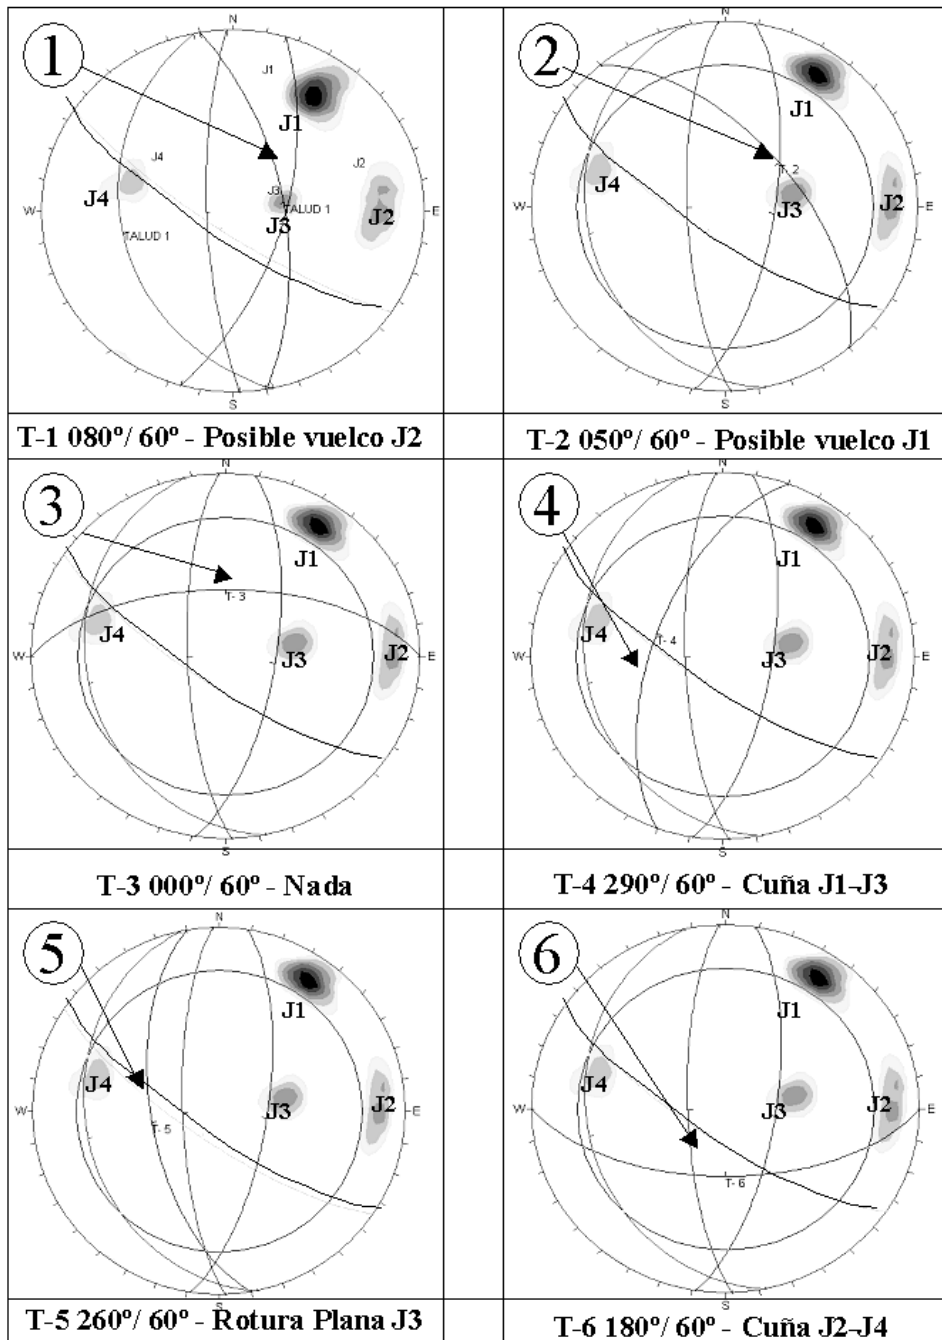 1
N
J1
J1
J4
J2
J4
J3
TALUD 1
J2
J3
W
E
TALUD 1
S
2
N
J1
J4
T-2
J3
J2
W
E
S
T-1 080º/ 60º - Posible vuelco J2
T-2 050º/ 60º - Posible vuelco J1
3
N
J1
T-3
J4
J3
J2
W
E
S
4
N
J1
J4
T-4
J3
J2
W
E
S
T-3 000º/ 60º - Nada
T-4 290º/ 60º - Cuña J1-J3
5
N
J1
J4
J3
J2
W
E
T-5
S
6
N
J1
J4
J3
J2
W
E
T-6
S
T-5 260º/ 60º - Rotura Plana J3
T-6 180º/ 60º - Cuña J2-J4